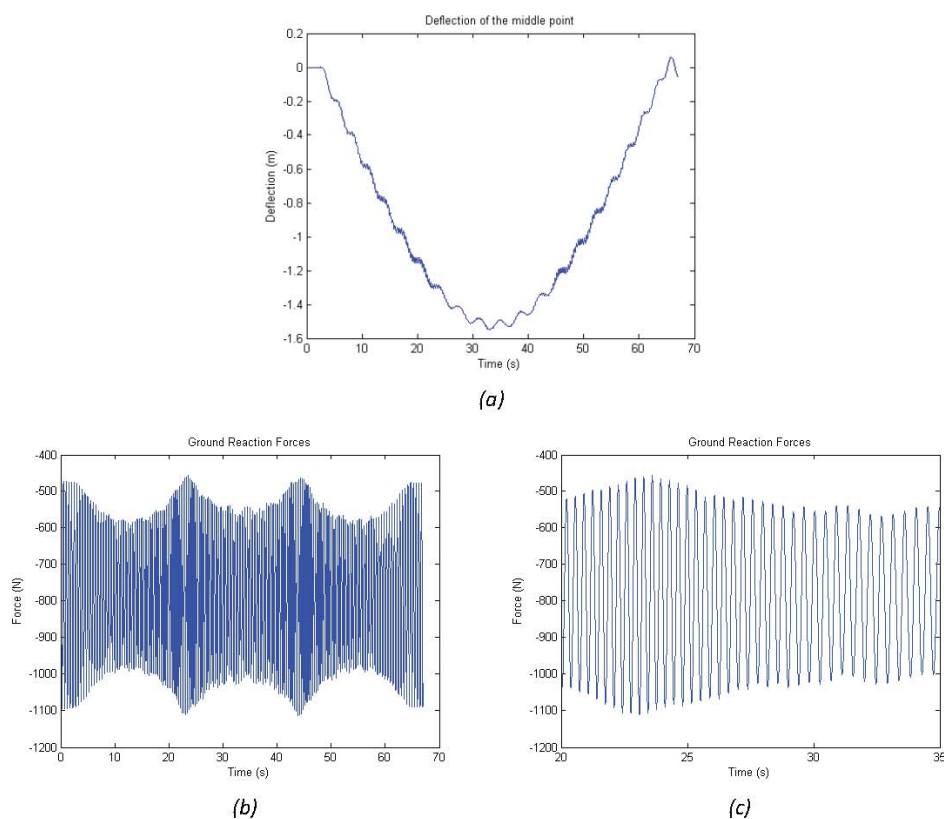 Deflection of the middle point
0.2
0
-0.2
-0.4
-0.6
-0.8
-1
-1.2
-1.4
-1.6
Deflection (m)
0 10 20 30 40 50 60 70
Time (s)
(a)
Ground Reaction Forces
-400
-500
-600
-700
-800
-900
-1000
-1100
-1200
Force (N)
0 10 20 30 40 50 60 70
Time (s)
(b)
Ground Reaction Forces
-400
-500
-600
-700
-800
-900
-1000
-1100
-1200
Force (N)
20 25 30 35
Time (s)
(c)